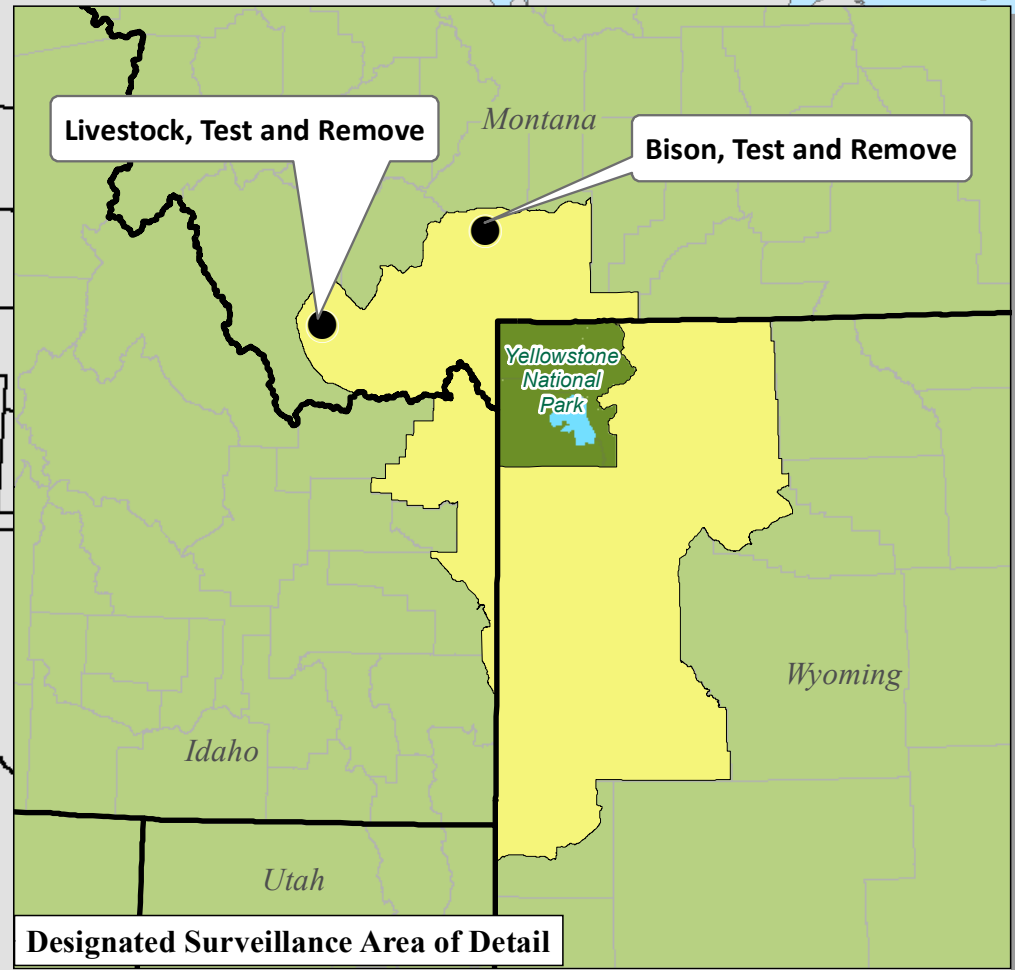 Montana
Livestock, Test and Remove
Bison, Test and Remove
Yellowstone
National
Park
Wyoming
Idaho
Utah
Designated Surveillance Area of Detail